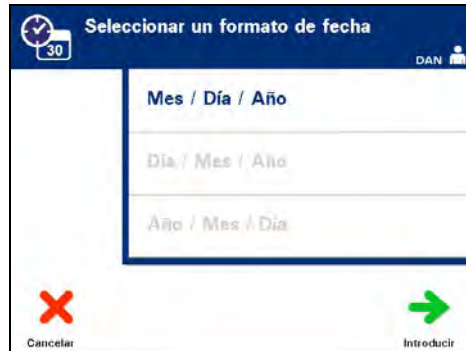 Seleccionar un formato de fecha
30
DAN
Mes / Día / Año
Día / Mes / Año
Año / Mes / Día
Cancelar
Introducir